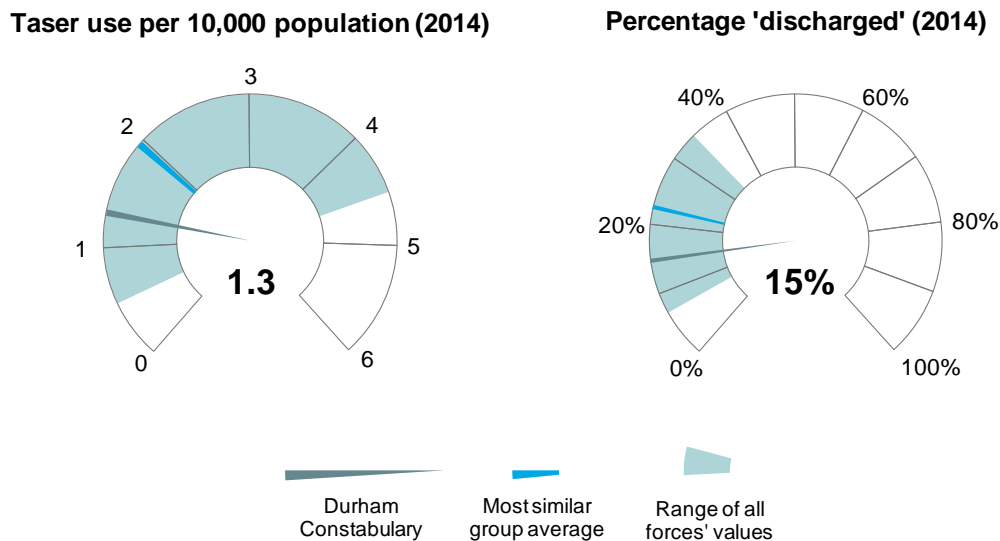 Taser use per 10,000 population (2014)
0
1
2
3
4
5
6
1.3
Percentage 'discharged' (2014)
0%
20%
40%
60%
80%
100%
15%
Durham
Constabulary
Most similar
group average
Range of all
forces' values